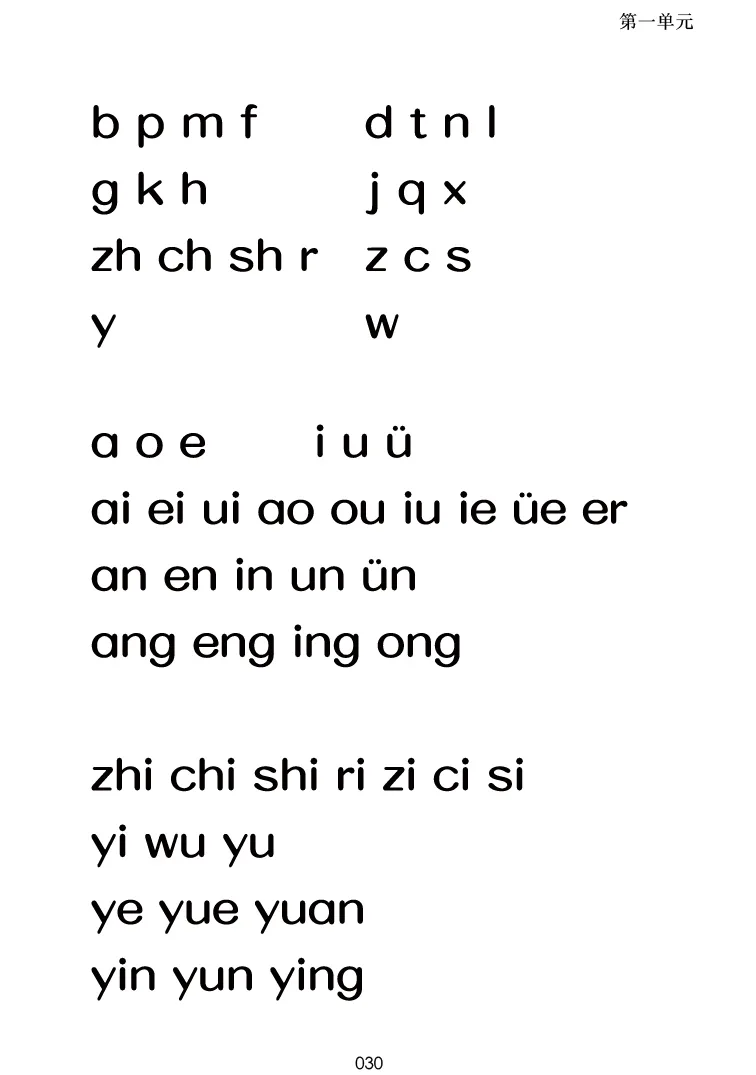 第一单元
b p m f d t n l
g k h j q x
zh ch sh r z c s
y w
a o e i u ü
ai ei ui ao ou iu ie üe er
an en in un ün
ang eng ing ong
zhi chi shi ri zi ci si
yi wu yu
ye yue yuan
yin yun ying
030